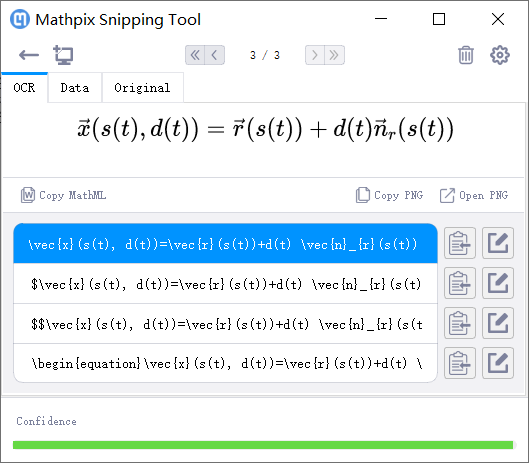 Mathpix Snipping Tool
3 / 3
OCR
Data
Original
$\vec{x}(s(t), d(t)) = \vec{r}(s(t)) + d(t)\vec{n}_r(s(t))$
Copy MathML
Copy PNG
Open PNG
\vec{x}(s(t), d(t))=\vec{r}(s(t))+d(t) \vec{n}_{r}(s(t))
$\vec{x}(s(t), d(t))=\vec{r}(s(t))+d(t) \vec{n}_{r}(s(t)
$$\vec{x}(s(t), d(t))=\vec{r}(s(t))+d(t) \vec{n}_{r}(s(t
\begin{equation}\vec{x}(s(t), d(t))=\vec{r}(s(t))+d(t) \
Confidence